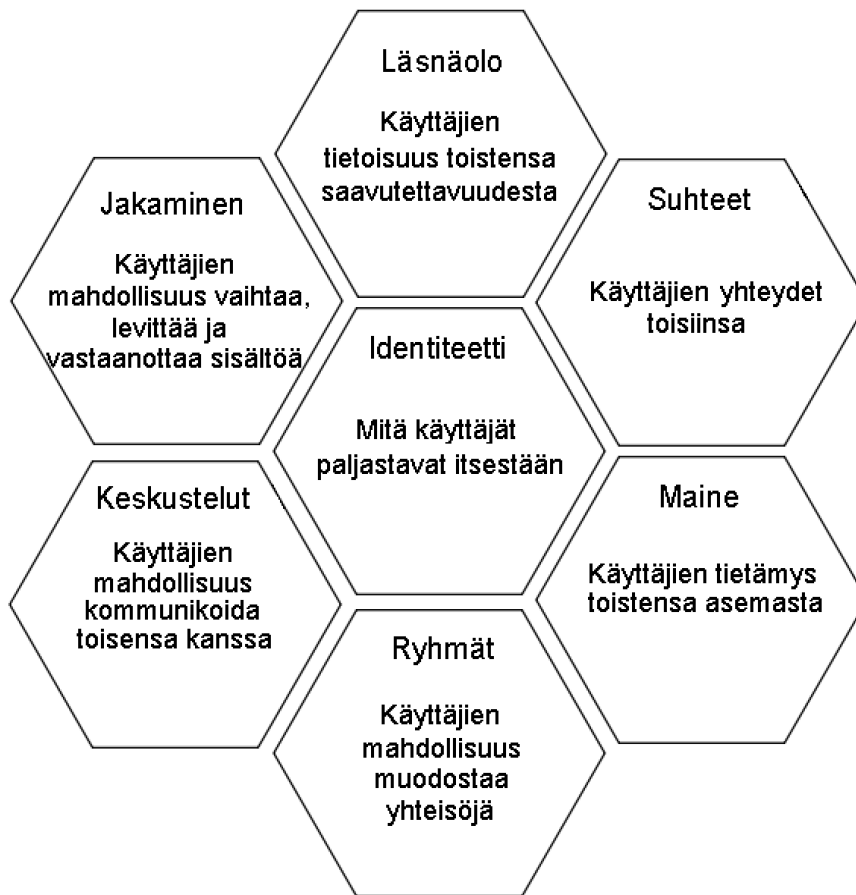 Läsnäolo
Käyttäjien
tietoisuus toistensa
saavutettavuudesta
Jakaminen
Käyttäjien
mahdollisuus vaihtaa,
levittää ja
vastaanottaa sisältöä
Suhteet
Käyttäjien yhteydet
toisiinsa
Identiteetti
Mitä käyttäjät
paljastavat itsestään
Keskustelut
Käyttäjien
mahdollisuus
kommunikoida
toisensa kanssa
Maine
Käyttäjien tietämys
toistensa asemasta
Ryhmät
Käyttäjien
mahdollisuus
muodostaa
yhteisöjä